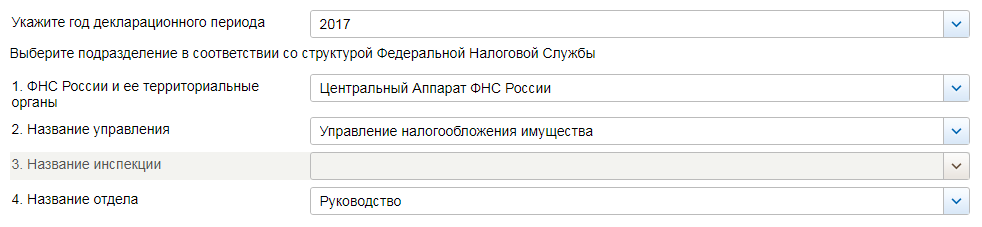 Укажите год декларационного периода 2017
Выберите подразделение в соответствии со структурой Федеральной Налоговой Службы
1. ФНС России и ее территориальные
органы
Центральный Аппарат ФНС России
2. Название управления Управление налогообложения имущества
3. Название инспекции
4. Название отдела Руководство